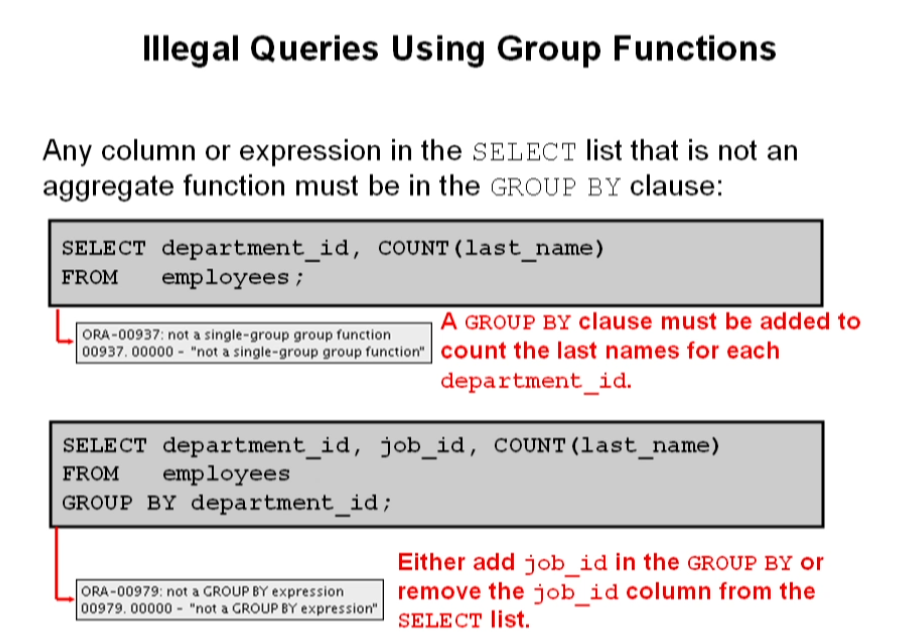 Illegal Queries Using Group Functions
Any column or expression in the SELECT list that is not an
aggregate function must be in the GROUP BY clause:
SELECT department_id, COUNT(last_name)
FROM employees;
ORA-00937: not a single-group group function
00937. 00000 - "not a single-group group function"
A GROUP BY clause must be added to
count the last names for each
department_id.
SELECT department_id, job_id, COUNT(last_name)
FROM employees
GROUP BY department_id;
ORA-00979: not a GROUP BY expression
00979. 00000 - "not a GROUP BY expression"
Either add job_id in the GROUP BY or
remove the job_id column from the
SELECT list.